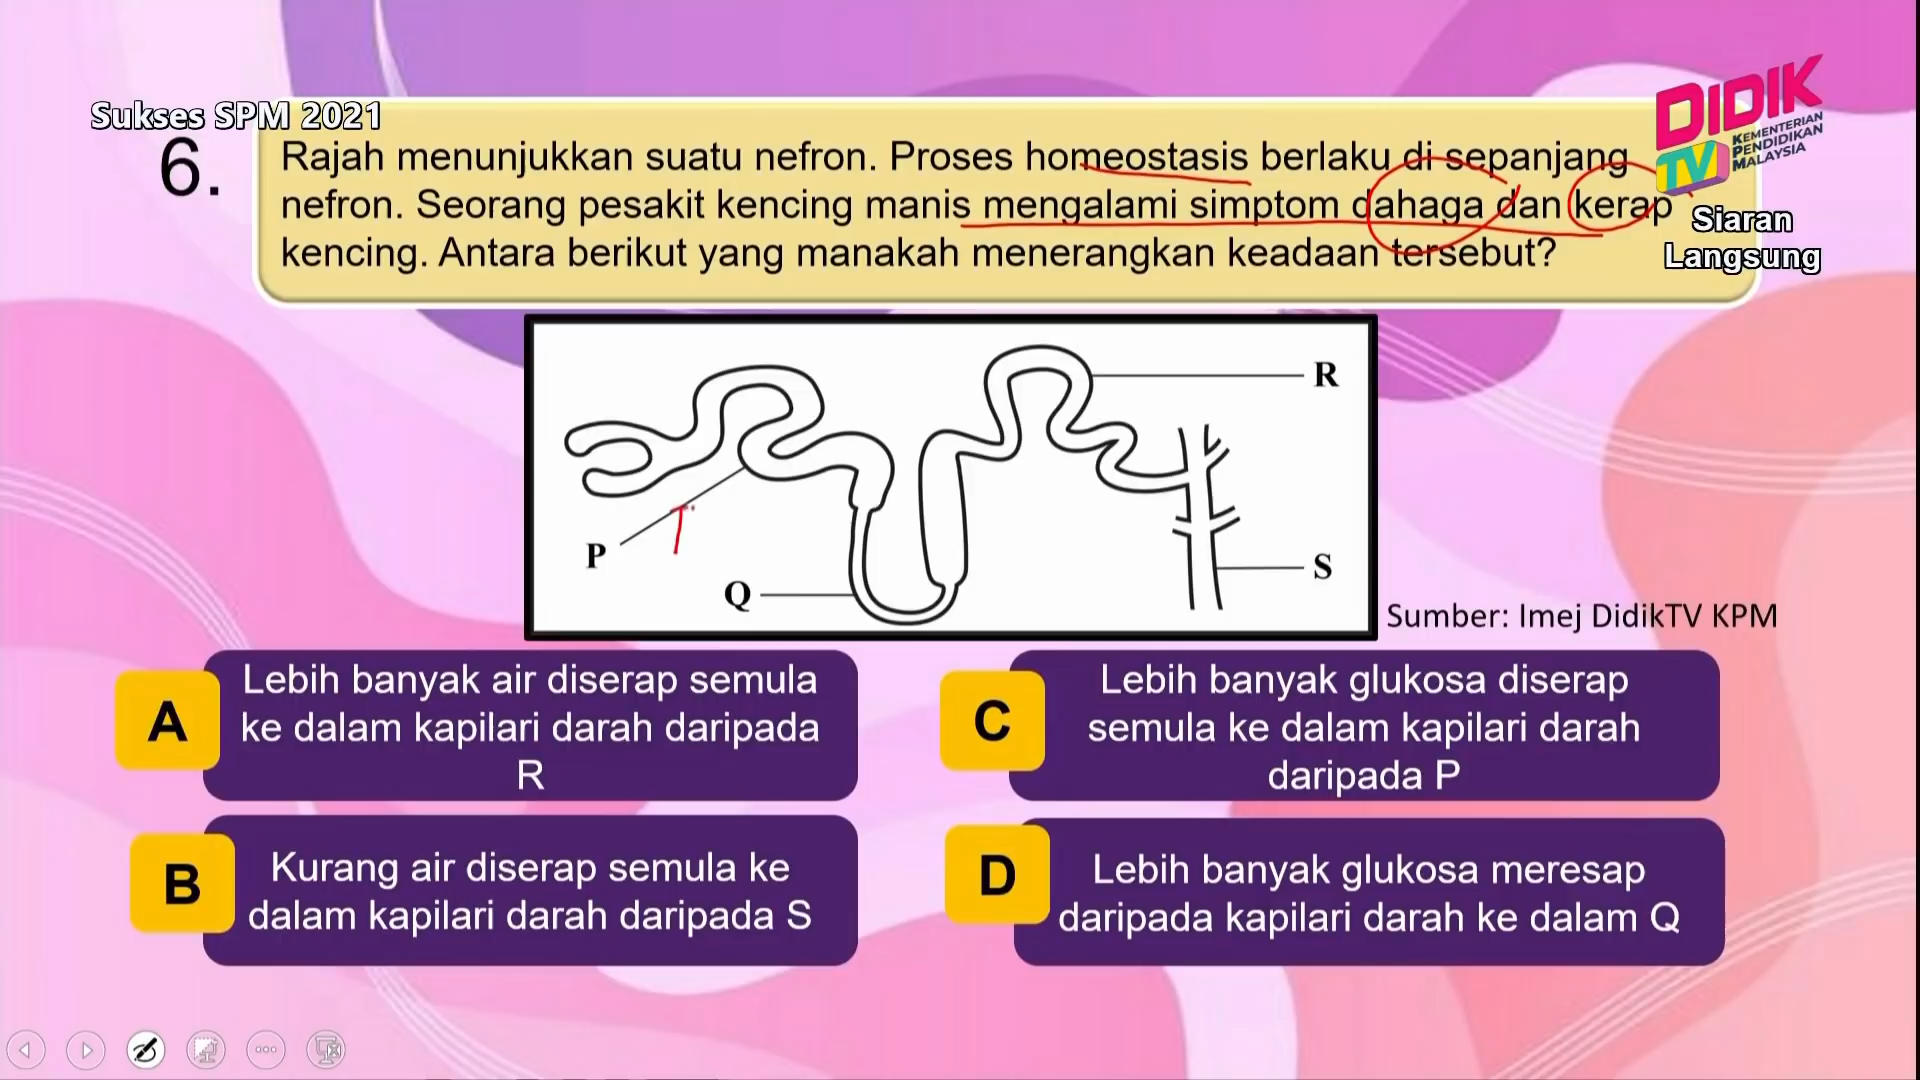 Sukses SPM 2021
DIDIK
TV
KEMENTERIAN
PENDIDIKAN
MALAYSIA
Siaran
Langsung
6.
Rajah menunjukkan suatu nefron. Proses homeostasis berlaku di sepanjang
nefron. Seorang pesakit kencing manis mengalami simptom dahaga dan kerap
kencing. Antara berikut yang manakah menerangkan keadaan tersebut?
R
P
Q
S
Sumber: Imej DidikTV KPM
A
Lebih banyak air diserap semula
ke dalam kapilari darah daripada
R
B
Kurang air diserap semula ke
dalam kapilari darah daripada S
C
Lebih banyak glukosa diserap
semula ke dalam kapilari darah
daripada P
D
Lebih banyak glukosa meresap
daripada kapilari darah ke dalam Q